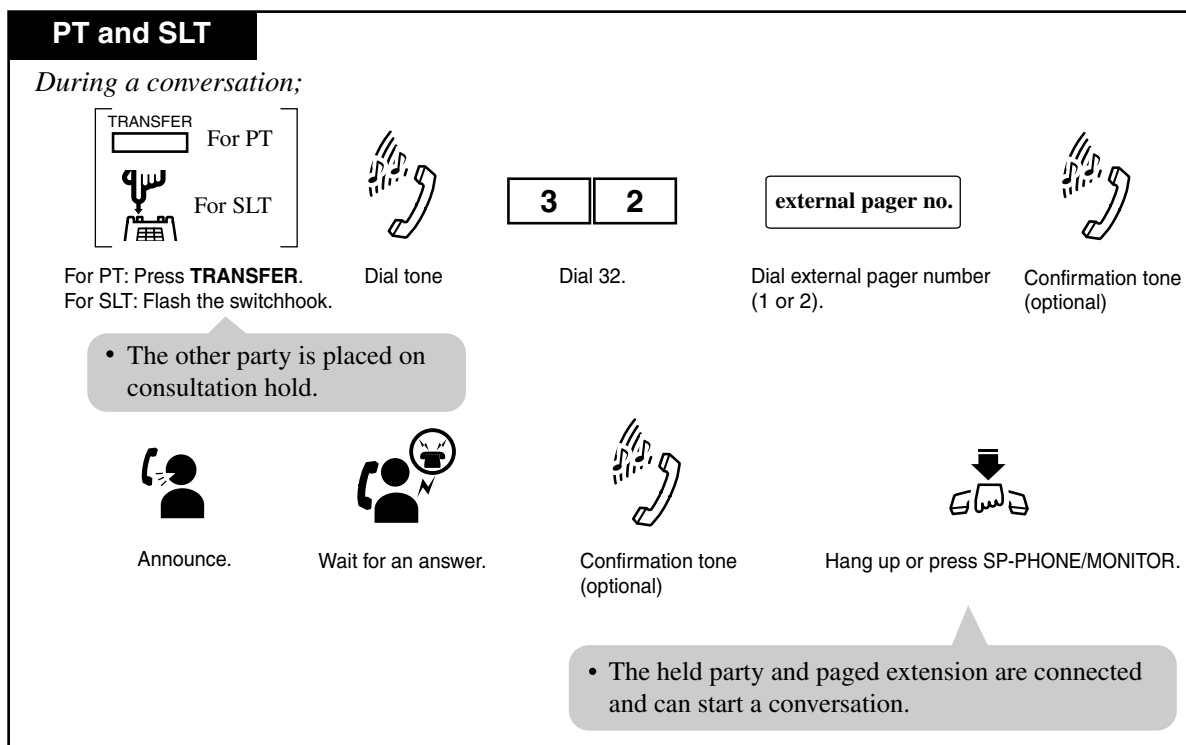 PT and SLT
During a conversation;
TRANSFER
For PT
For SLT
3 2
external pager no.
For PT: Press TRANSFER.
For SLT: Flash the switchhook.
Dial tone
Dial 32.
Dial external pager number
(1 or 2).
Confirmation tone
(optional)
• The other party is placed on
consultation hold.
Announce.
Wait for an answer.
Confirmation tone
(optional)
Hang up or press SP-PHONE/MONITOR.
• The held party and paged extension are connected
and can start a conversation.